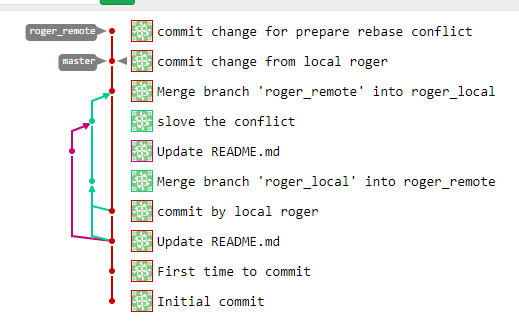 roger_remote commit change for prepare rebase conflict
master commit change from local roger
Merge branch 'roger_remote' into roger_local
slove the conflict
Update README.md
Merge branch 'roger_local' into roger_remote
commit by local roger
Update README.md
First time to commit
Initial commit